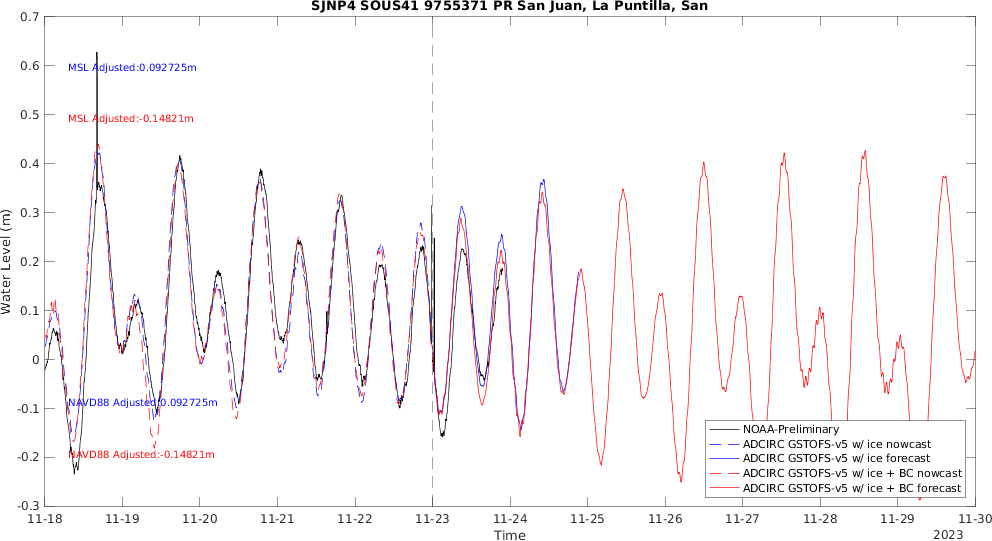 SJNP4 SOUS41 9755371 PR San Juan, La Puntilla, San
0.7
0.6
0.5
0.4
0.3
0.2
0.1
0
-0.1
-0.2
-0.3
Water Level (m)
MSL Adjusted:0.092725m
MSL Adjusted:-0.14821m
NAVD88 Adjusted:0.092725m
NAVD88 Adjusted:-0.14821m
NOAA-Preliminary
ADCIRC GSTOFS-v5 w/ ice nowcast
ADCIRC GSTOFS-v5 w/ ice forecast
ADCIRC GSTOFS-v5 w/ ice + BC nowcast
ADCIRC GSTOFS-v5 w/ ice + BC forecast
11-18 11-19 11-20 11-21 11-22 11-23 11-24 11-25 11-26 11-27 11-28 11-29 11-30
Time
2023